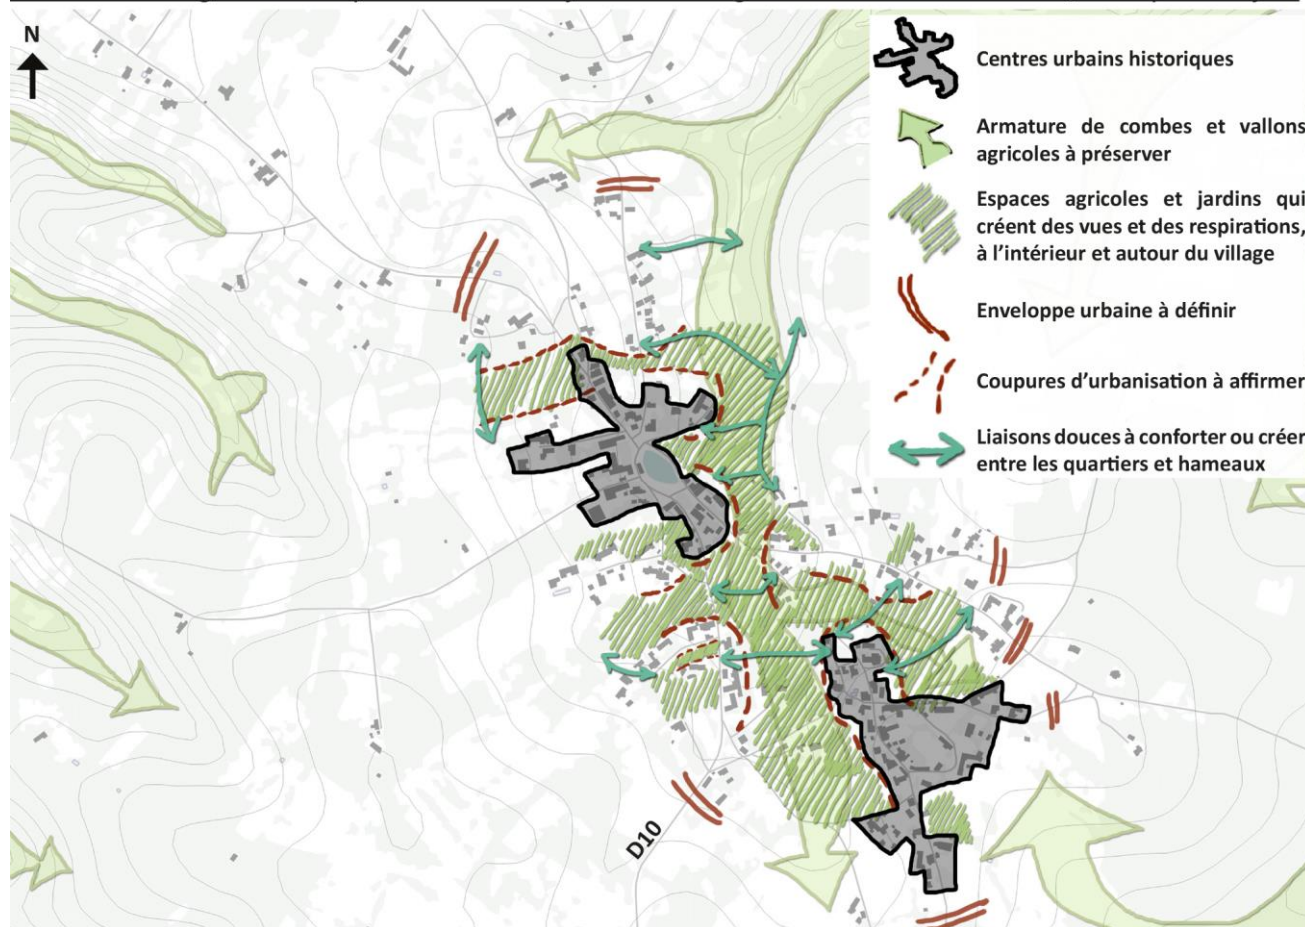 N
Centres urbains historiques
Armature de combes et vallons
agricoles à préserver
Espaces agricoles et jardins qui
créent des vues et des respirations,
à l'intérieur et autour du village
Enveloppe urbaine à définir
Coupures d'urbanisation à affirmer
Liaisons douces à conforter ou créer
entre les quartiers et hameaux
D10